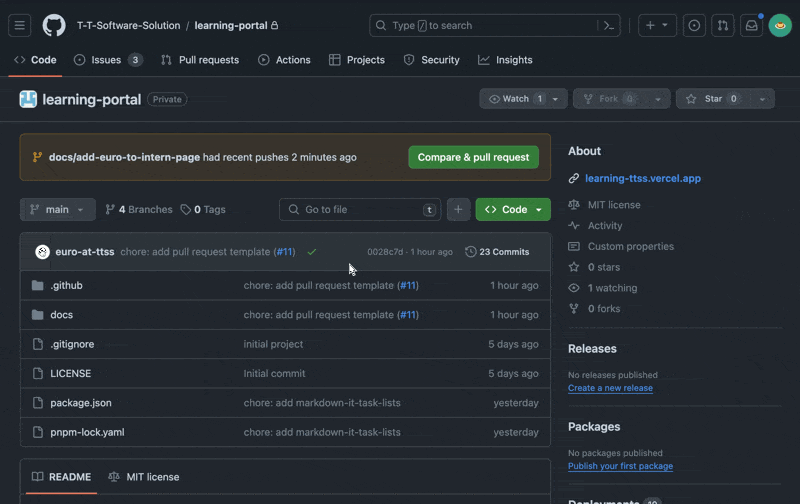 T-T-Software-Solution / learning-portal
Type / to search
Code
Issues 3
Pull requests
Actions
Projects
Security
Insights
learning-portal Private
Watch 1
Fork 0
Star 0
docs/add-euro-to-intern-page had recent pushes 2 minutes ago
Compare & pull request
main
4 Branches
0 Tags
Go to file t
Code
euro-at-ttss chore: add pull request template (#11) 0028c7d · 1 hour ago 23 Commits
.github chore: add pull request template (#11) 1 hour ago
docs chore: add pull request template (#11) 1 hour ago
.gitignore initial project 5 days ago
LICENSE Initial commit 5 days ago
package.json chore: add markdown-it-task-lists yesterday
pnpm-lock.yaml chore: add markdown-it-task-lists yesterday
README
MIT license
About
learning-ttss.vercel.app
MIT license
Activity
Custom properties
0 stars
1 watching
0 forks
Releases
No releases published
Create a new release
Packages
No packages published
Publish your first package
Deployments 19